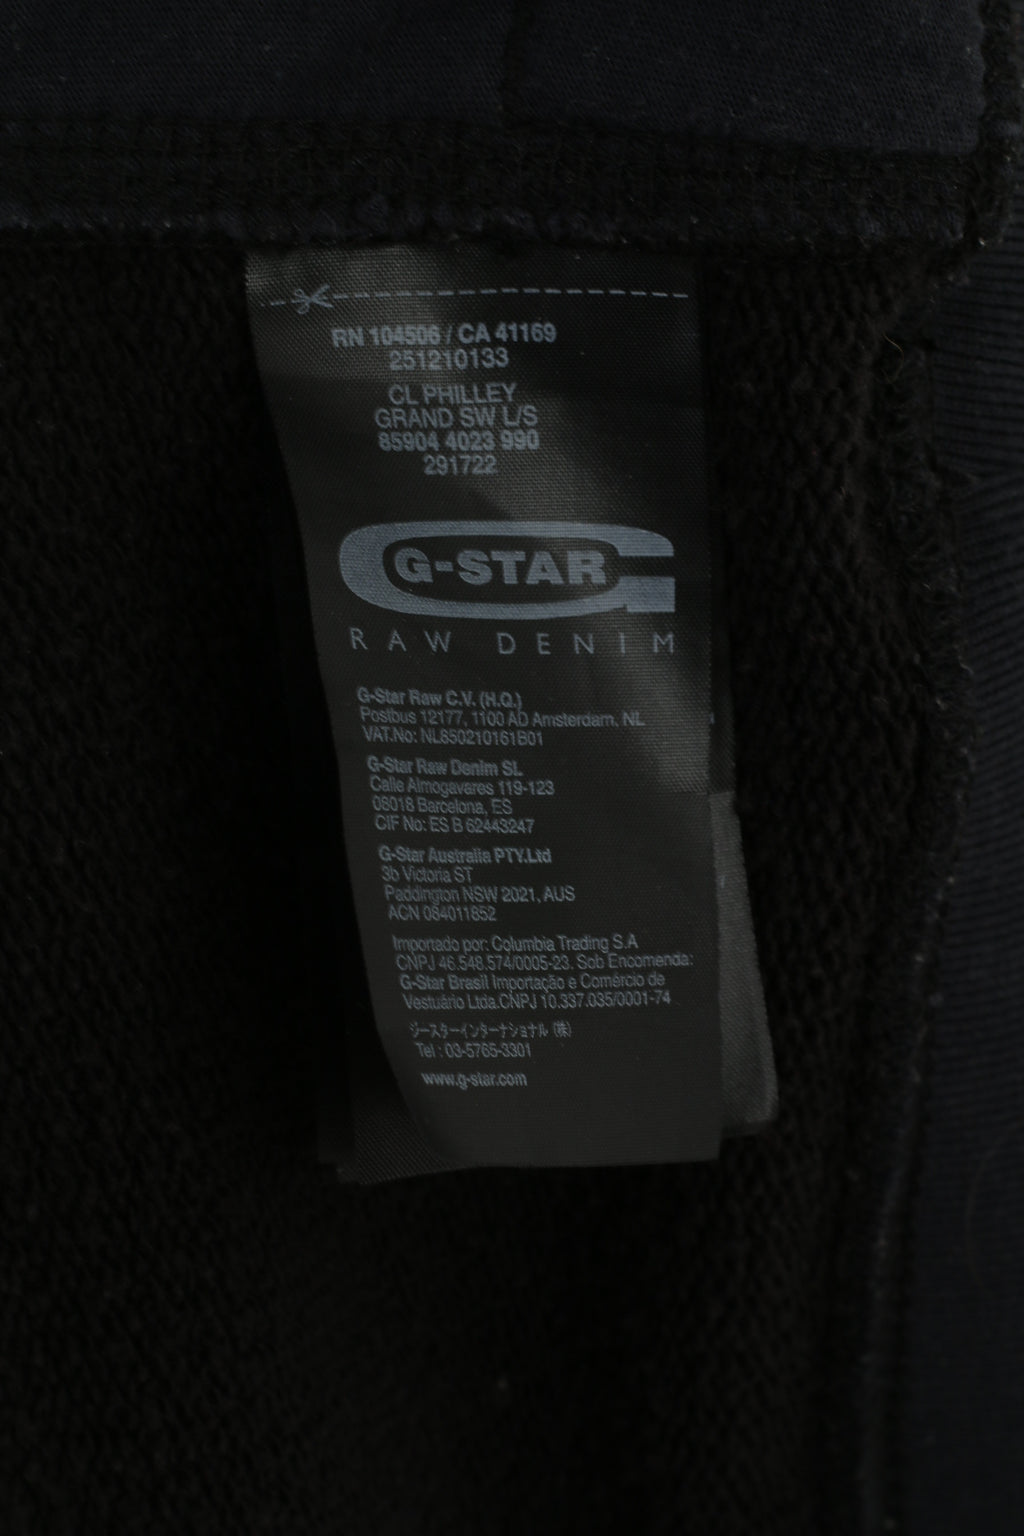 RN 104506 / CA 41169
251210133
CL PHILLEY
GRAND SW L/S
85904 4023 990
291722
G-STAR
RAW DENIM
G-Star Raw C.V. (H.Q.)
Postbus 12177, 1100 AD Amsterdam, NL
VAT.No: NL850210161B01
G-Star Raw Denim SL
Calle Almogavares 119-123
08018 Barcelona, ES
CIF No: ES B 62443247
G-Star Australia PTY.Ltd
3b Victoria ST
Paddington NSW 2021, AUS
ACN 084011852
Importado por: Columbia Trading S.A
CNPJ 46.548.574/0005-23. Sob Encomenda:
G-Star Brasil Importação e Comércio de
Vestuário Ltda.CNPJ 10.337.035/0001-74
ジースターインターナショナル (株)
Tel : 03-5765-3301
www.g-star.com